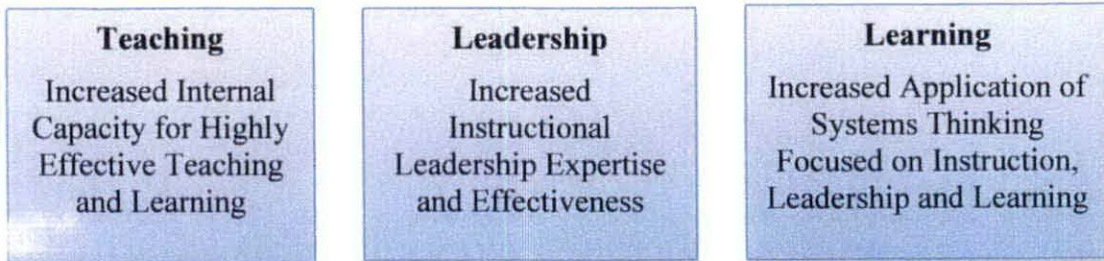 Teaching
Increased Internal
Capacity for Highly
Effective Teaching
and Learning
Leadership
Increased
Instructional
Leadership Expertise
and Effectiveness
Learning
Increased Application of
Systems Thinking
Focused on Instruction,
Leadership and Learning